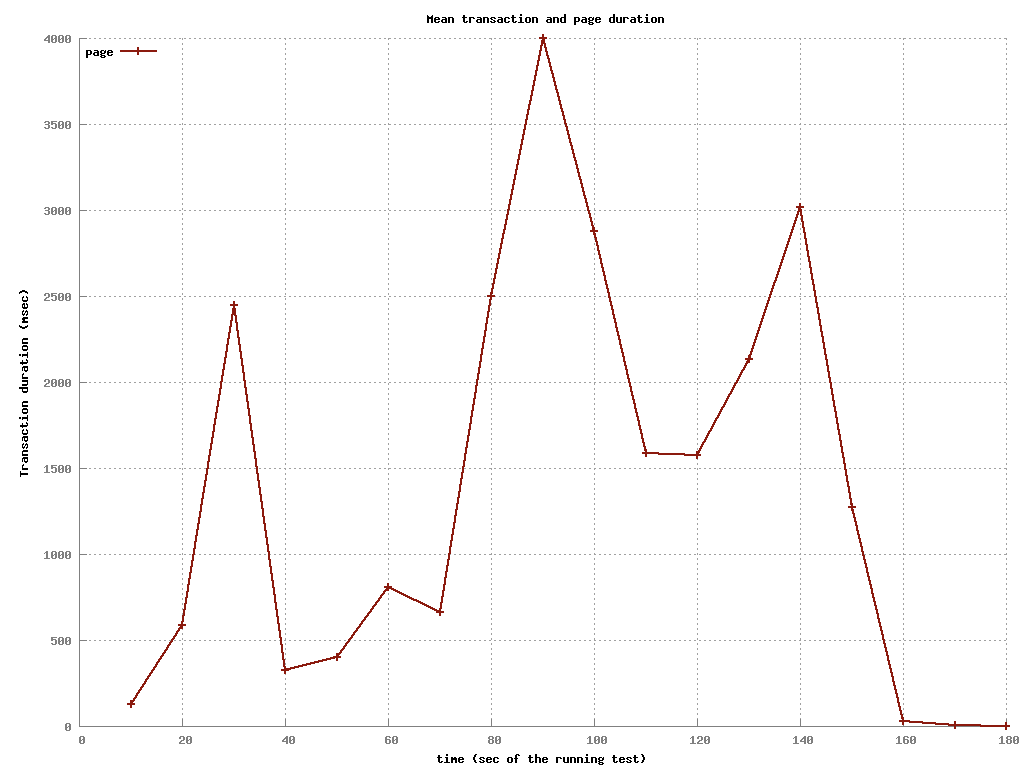 Mean transaction and page duration
page
4000
3500
3000
2500
2000
1500
1000
500
0
Transaction duration (msec)
0 20 40 60 80 100 120 140 160 180
time (sec of the running test)